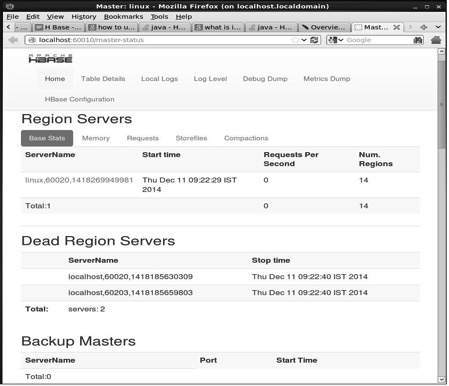 Master: linux - Mozilla Firefox (on localhost.localdomain)
File Edit View History Bookmarks Tools Help
H Base -... how to u... java - H... what is i... java - H... Overvie... Mast...
localhost:60010/master-status
Google
APACHE
HBASE
Home Table Details Local Logs Log Level Debug Dump Metrics Dump
HBase Configuration
Region Servers
Base Stats Memory Requests Storefiles Compactions
ServerName Start time Requests Per Second Num. Regions
linux,60020,1418269949981 Thu Dec 11 09:22:29 IST 2014 0 14
Total:1 0 14
Dead Region Servers
ServerName Stop time
localhost,60020,1418185630309 Thu Dec 11 09:22:40 IST 2014
localhost,60203,1418185659803 Thu Dec 11 09:22:40 IST 2014
Total: servers: 2
Backup Masters
ServerName Port Start Time
Total:0